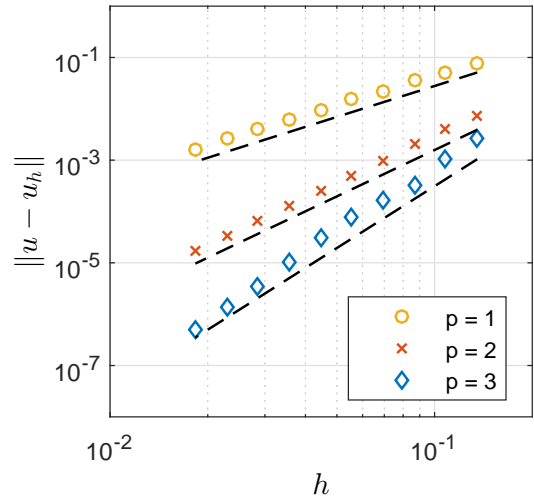 10^-1
10^-3
10^-5
10^-7
‖u − u_h‖
p = 1
p = 2
p = 3
10^-2
10^-1
h